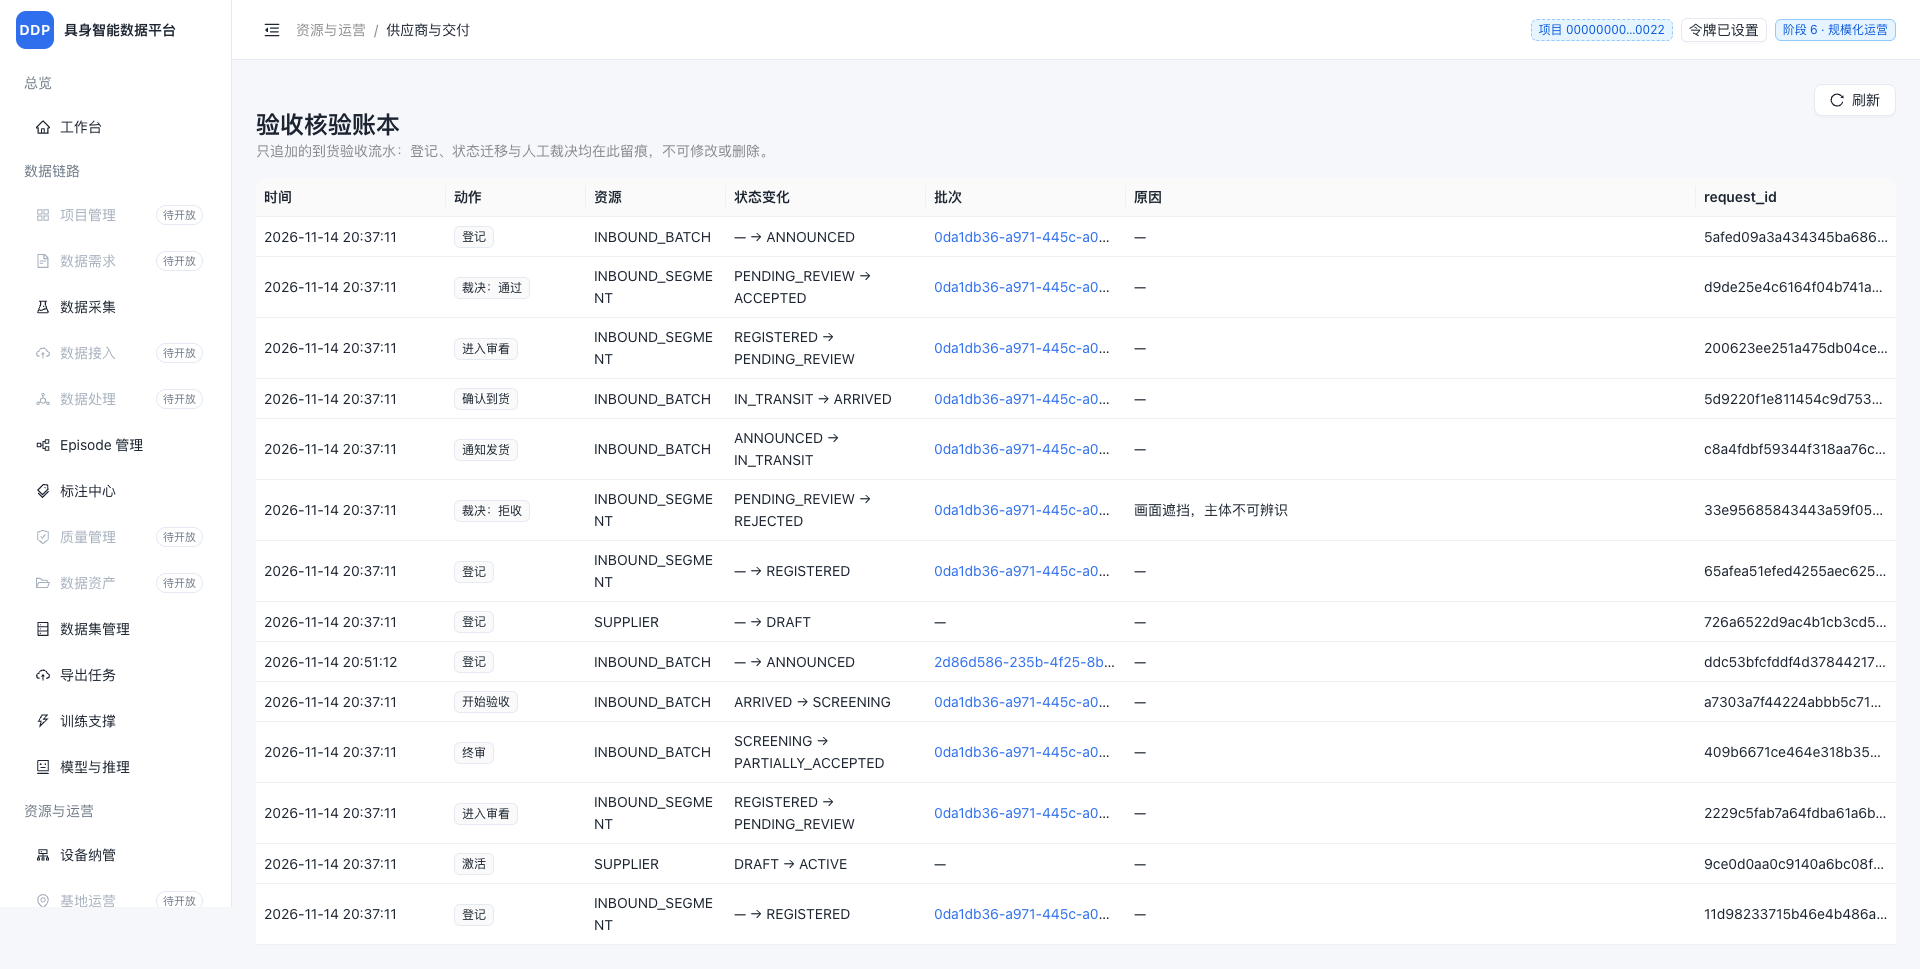 DDP 具身智能数据平台
总览
工作台
数据链路
项目管理 待开放
数据需求 待开放
数据采集
数据接入 待开放
数据处理 待开放
Episode 管理
标注中心
质量管理 待开放
数据资产 待开放
数据集管理
导出任务
训练支撑
模型与推理
资源与运营
设备纳管
基地运营 待开放
资源与运营 / 供应商与交付
项目 00000000...0022 令牌已设置 阶段 6 · 规模化运营
刷新
验收核验账本
只追加的到货验收流水：登记、状态迁移与人工裁决均在此留痕，不可修改或删除。
时间 动作 资源 状态变化 批次 原因 request_id
2026-11-14 20:37:11 登记 INBOUND_BATCH — → ANNOUNCED 0da1db36-a971-445c-a0... — 5afed09a3a434345ba686...
2026-11-14 20:37:11 裁决：通过 INBOUND_SEGME
NT PENDING_REVIEW →
ACCEPTED 0da1db36-a971-445c-a0... — d9de25e4c6164f04b741a...
2026-11-14 20:37:11 进入审看 INBOUND_SEGME
NT REGISTERED →
PENDING_REVIEW 0da1db36-a971-445c-a0... — 200623ee251a475db04ce...
2026-11-14 20:37:11 确认到货 INBOUND_BATCH IN_TRANSIT → ARRIVED 0da1db36-a971-445c-a0... — 5d9220f1e811454c9d753...
2026-11-14 20:37:11 通知发货 INBOUND_BATCH ANNOUNCED →
IN_TRANSIT 0da1db36-a971-445c-a0... — c8a4fdbf59344f318aa76c...
2026-11-14 20:37:11 裁决：拒收 INBOUND_SEGME
NT PENDING_REVIEW →
REJECTED 0da1db36-a971-445c-a0... 画面遮挡，主体不可辨识 33e95685843443a59f05...
2026-11-14 20:37:11 登记 INBOUND_SEGME
NT — → REGISTERED 0da1db36-a971-445c-a0... — 65afea51efed4255aec625...
2026-11-14 20:37:11 登记 SUPPLIER — → DRAFT — — 726a6522d9ac4b1cb3cd5...
2026-11-14 20:51:12 登记 INBOUND_BATCH — → ANNOUNCED 2d86d586-235b-4f25-8b... — ddc53bfcfddf4d37844217...
2026-11-14 20:37:11 开始验收 INBOUND_BATCH ARRIVED → SCREENING 0da1db36-a971-445c-a0... — a7303a7f44224abbb5c71...
2026-11-14 20:37:11 终审 INBOUND_BATCH SCREENING →
PARTIALLY_ACCEPTED 0da1db36-a971-445c-a0... — 409b6671ce464e318b35...
2026-11-14 20:37:11 进入审看 INBOUND_SEGME
NT REGISTERED →
PENDING_REVIEW 0da1db36-a971-445c-a0... — 2229c5fab7a64fdba61a6b...
2026-11-14 20:37:11 激活 SUPPLIER DRAFT → ACTIVE — — 9ce0d0aa0c9140a6bc08f...
2026-11-14 20:37:11 登记 INBOUND_SEGME
NT — → REGISTERED 0da1db36-a971-445c-a0... — 11d98233715b46e4b486a...